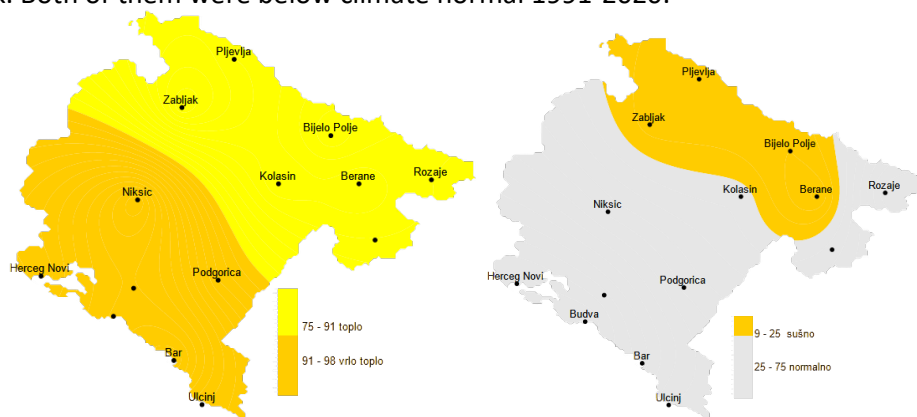 Both of them were below climate normal 1991-2020.
Pljevlja
Zabljak
Bijelo Polje
Kolasin
Berane
Rozaje
Niksic
Herceg Novi
Podgorica
Bar
Ulcinj
75 - 91 toplo
91 - 98 vrlo toplo
Pljevlja
Zabljak
Bijelo Polje
Kolasin
Berane
Rozaje
Niksic
Herceg Novi
Podgorica
Budva
Bar
Ulcinj
9 - 25 sušno
25 - 75 normalno